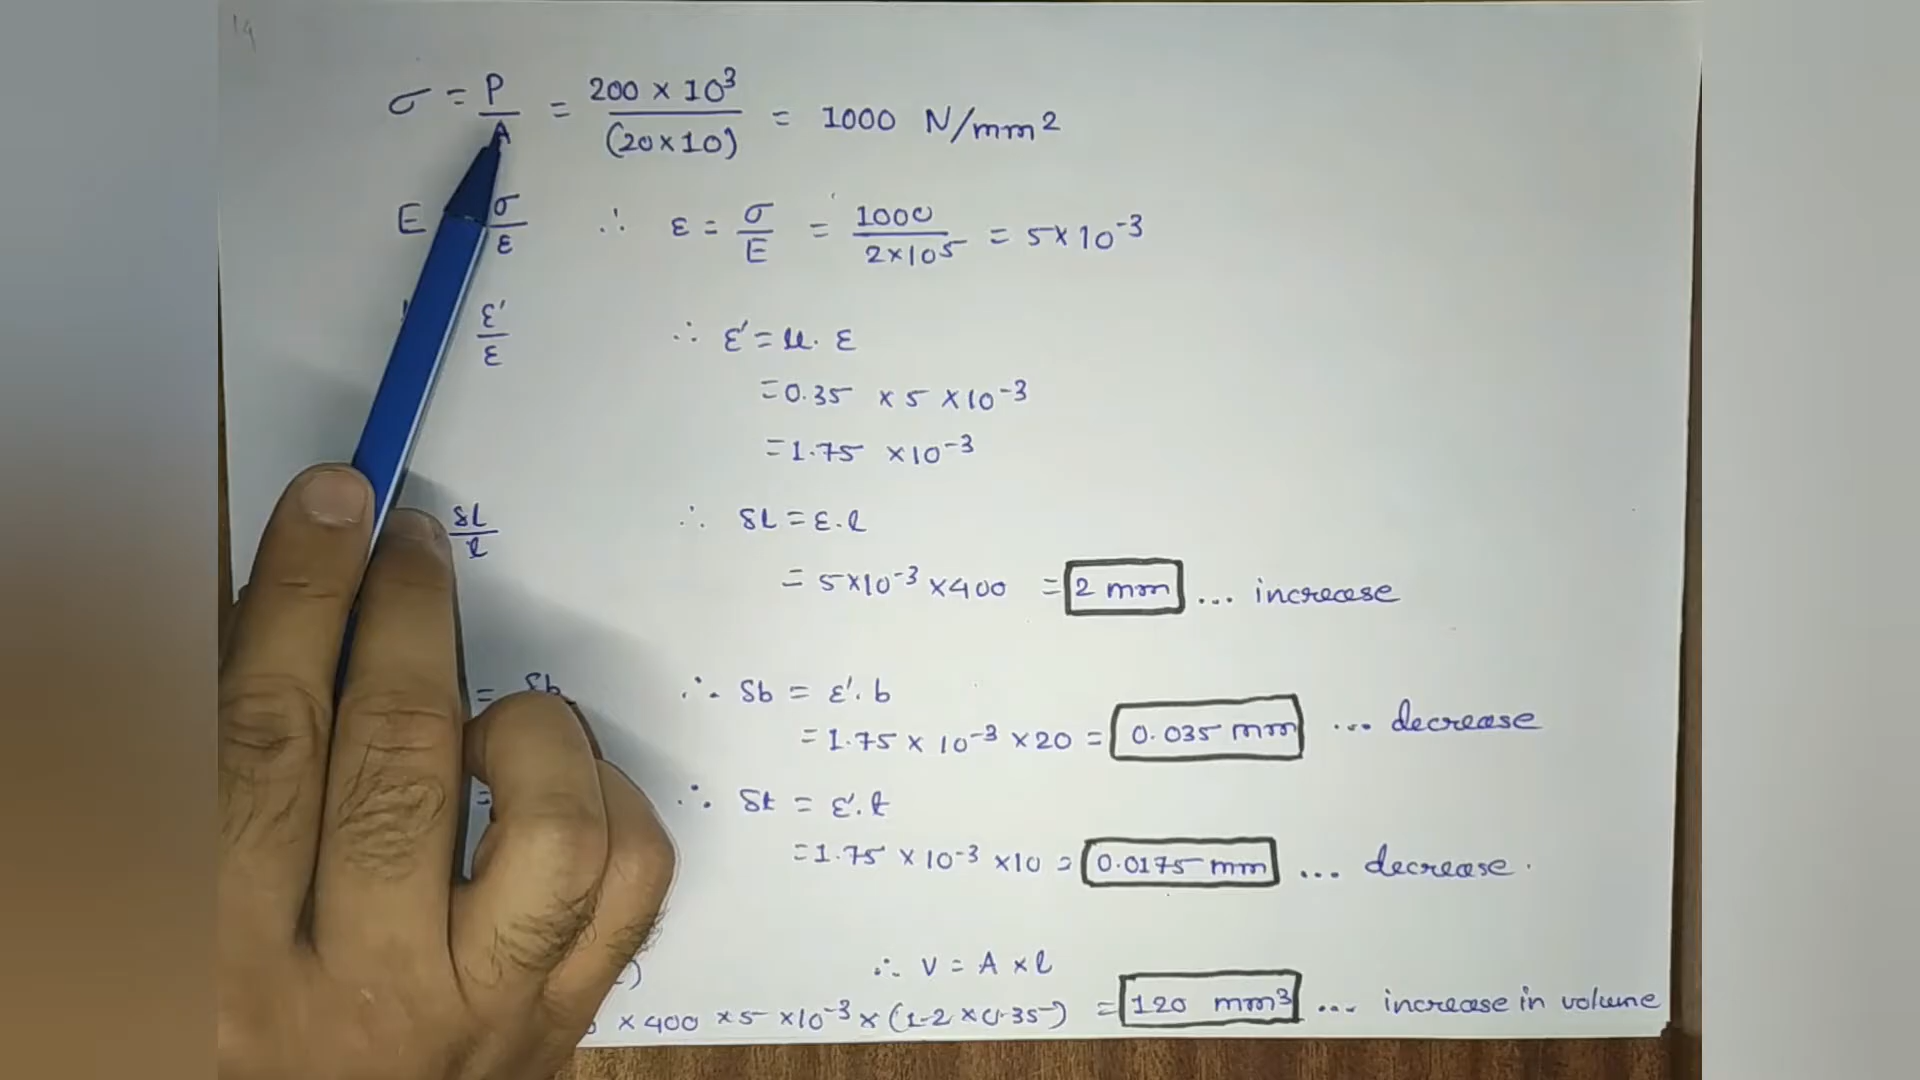 14
σ = P/A = 200 × 10³/(20×10) = 1000 N/mm²
E σ/ε ∴ ε = σ/E = 1000/2×10⁵ = 5×10⁻³
ε'/ε ∴ ε' = μ. ε
= 0.35 × 5 × 10⁻³
= 1.75 × 10⁻³
δL/l ∴ δL = ε. l
= 5×10⁻³ × 400 = 2 mm ... increase
= δb ∴ δb = ε'. b
= 1.75 × 10⁻³ × 20 = 0.035 mm ... decrease
= ∴ δt = ε'. t
= 1.75 × 10⁻³ × 10 = 0.0175 mm ... decrease.
) ∴ V = A × l
× 400 × 5 × 10⁻³ × (1-2 × 0.35) = 120 mm³ ... increase in volume